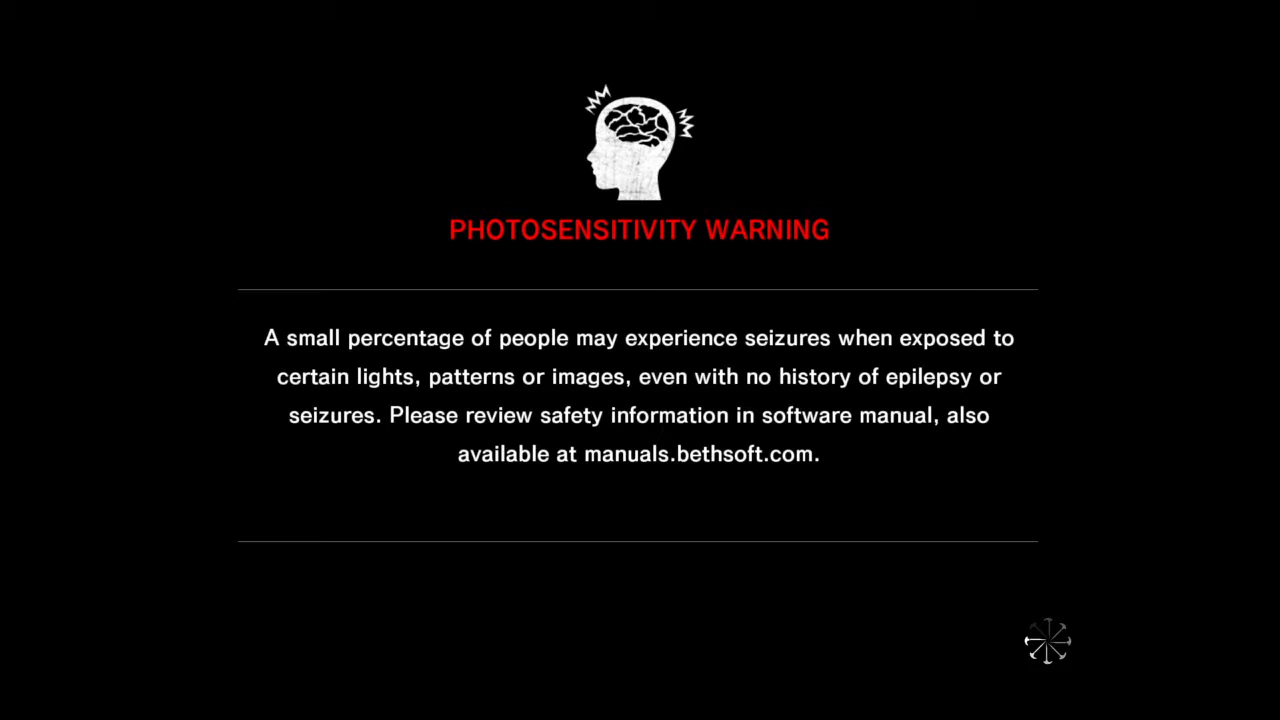 PHOTOSENSITIVITY WARNING
A small percentage of people may experience seizures when exposed to
certain lights, patterns or images, even with no history of epilepsy or
seizures. Please review safety information in software manual, also
available at manuals.bethsoft.com.